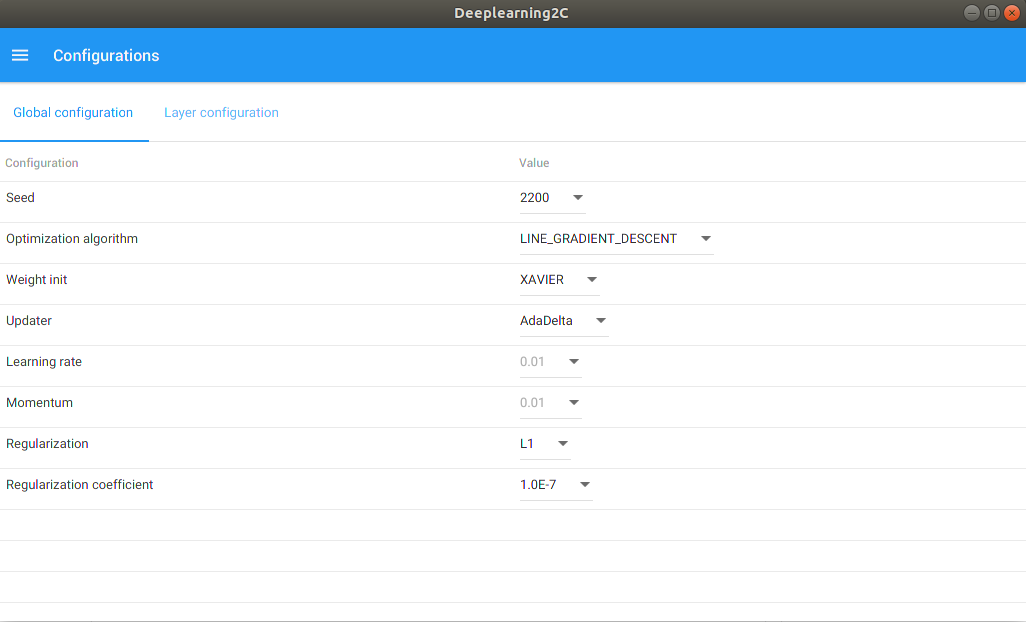 Deeplearning2C
Configurations
Global configuration Layer configuration
Configuration Value
Seed 2200
Optimization algorithm LINE_GRADIENT_DESCENT
Weight init XAVIER
Updater AdaDelta
Learning rate 0.01
Momentum 0.01
Regularization L1
Regularization coefficient 1.0E-7